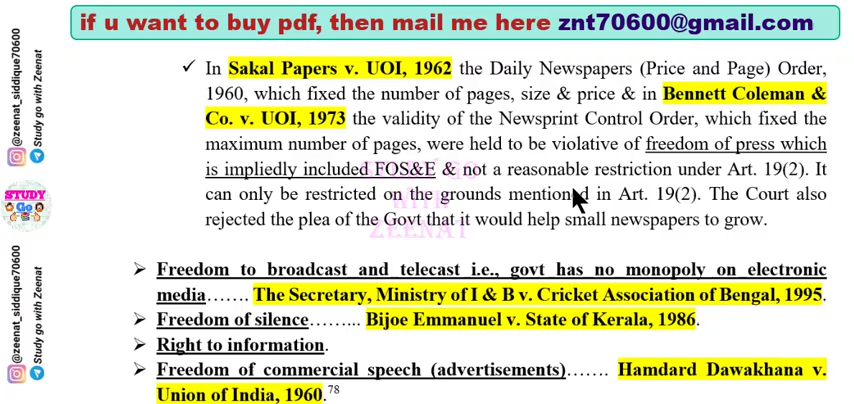 if u want to buy pdf, then mail me here znt70600@gmail.com
@zeenat_siddique70600
Study go with Zeenat
✓ In Sakal Papers v. UOI, 1962 the Daily Newspapers (Price and Page) Order,
1960, which fixed the number of pages, size & price & in Bennett Coleman &
Co. v. UOI, 1973 the validity of the Newsprint Control Order, which fixed the
maximum number of pages, were held to be violative of freedom of press which
is impliedly included FOS&E & not a reasonable restriction under Art. 19(2). It
can only be restricted on the grounds mentioned in Art. 19(2). The Court also
rejected the plea of the Govt that it would help small newspapers to grow.
STUDY GO
WITH
ZEENAT
STUDY
Go
@zeenat_siddique70600
Study go with Zeenat
➢ Freedom to broadcast and telecast i.e., govt has no monopoly on electronic
media……. The Secretary, Ministry of I & B v. Cricket Association of Bengal, 1995.
➢ Freedom of silence……... Bijoe Emmanuel v. State of Kerala, 1986.
➢ Right to information.
➢ Freedom of commercial speech (advertisements)……. Hamdard Dawakhana v.
Union of India, 1960.78